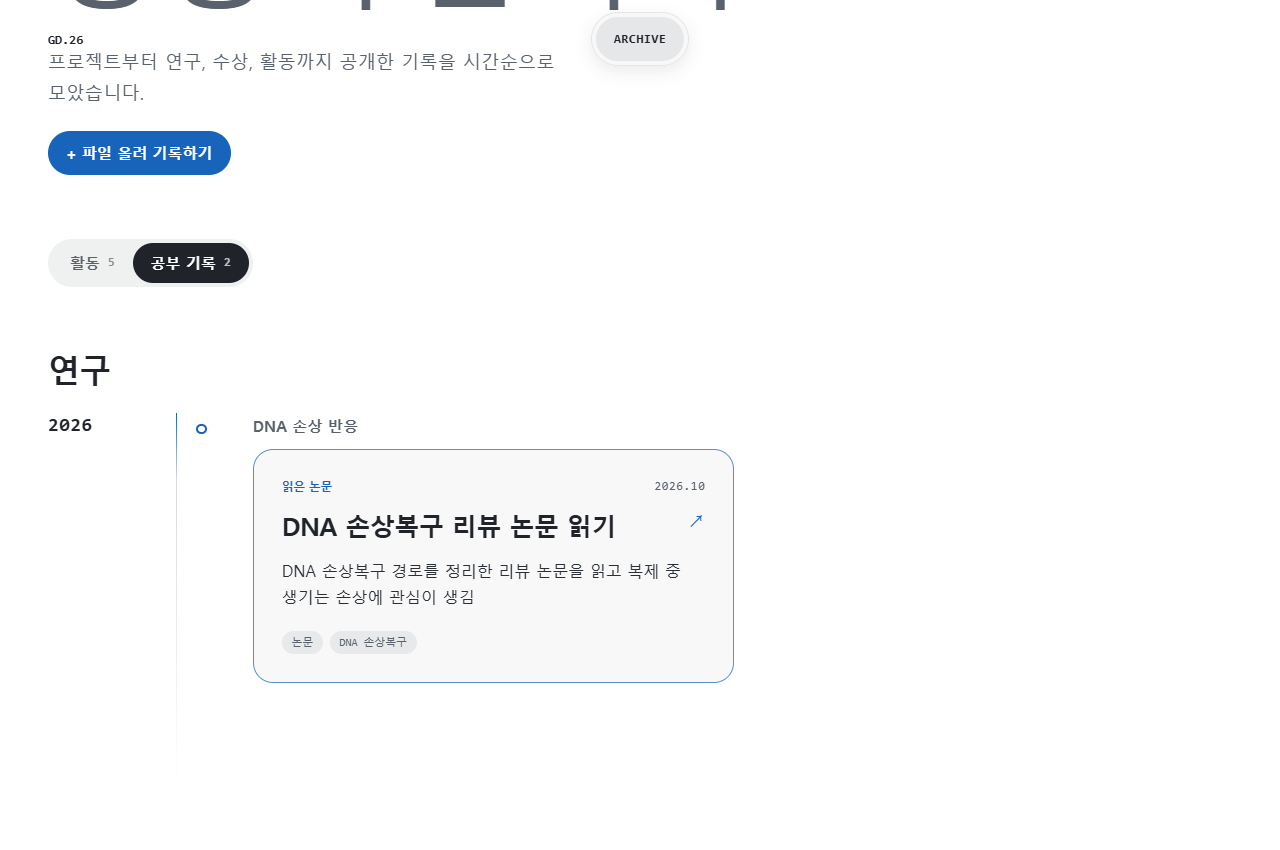 GD.26
ARCHIVE
프로젝트부터 연구, 수상, 활동까지 공개한 기록을 시간순으로
모았습니다.
+ 파일 올려 기록하기
활동 5 공부 기록 2
연구
2026
DNA 손상 반응
읽은 논문 2026.10
DNA 손상복구 리뷰 논문 읽기 ↗
DNA 손상복구 경로를 정리한 리뷰 논문을 읽고 복제 중
생기는 손상에 관심이 생김
논문 DNA 손상복구